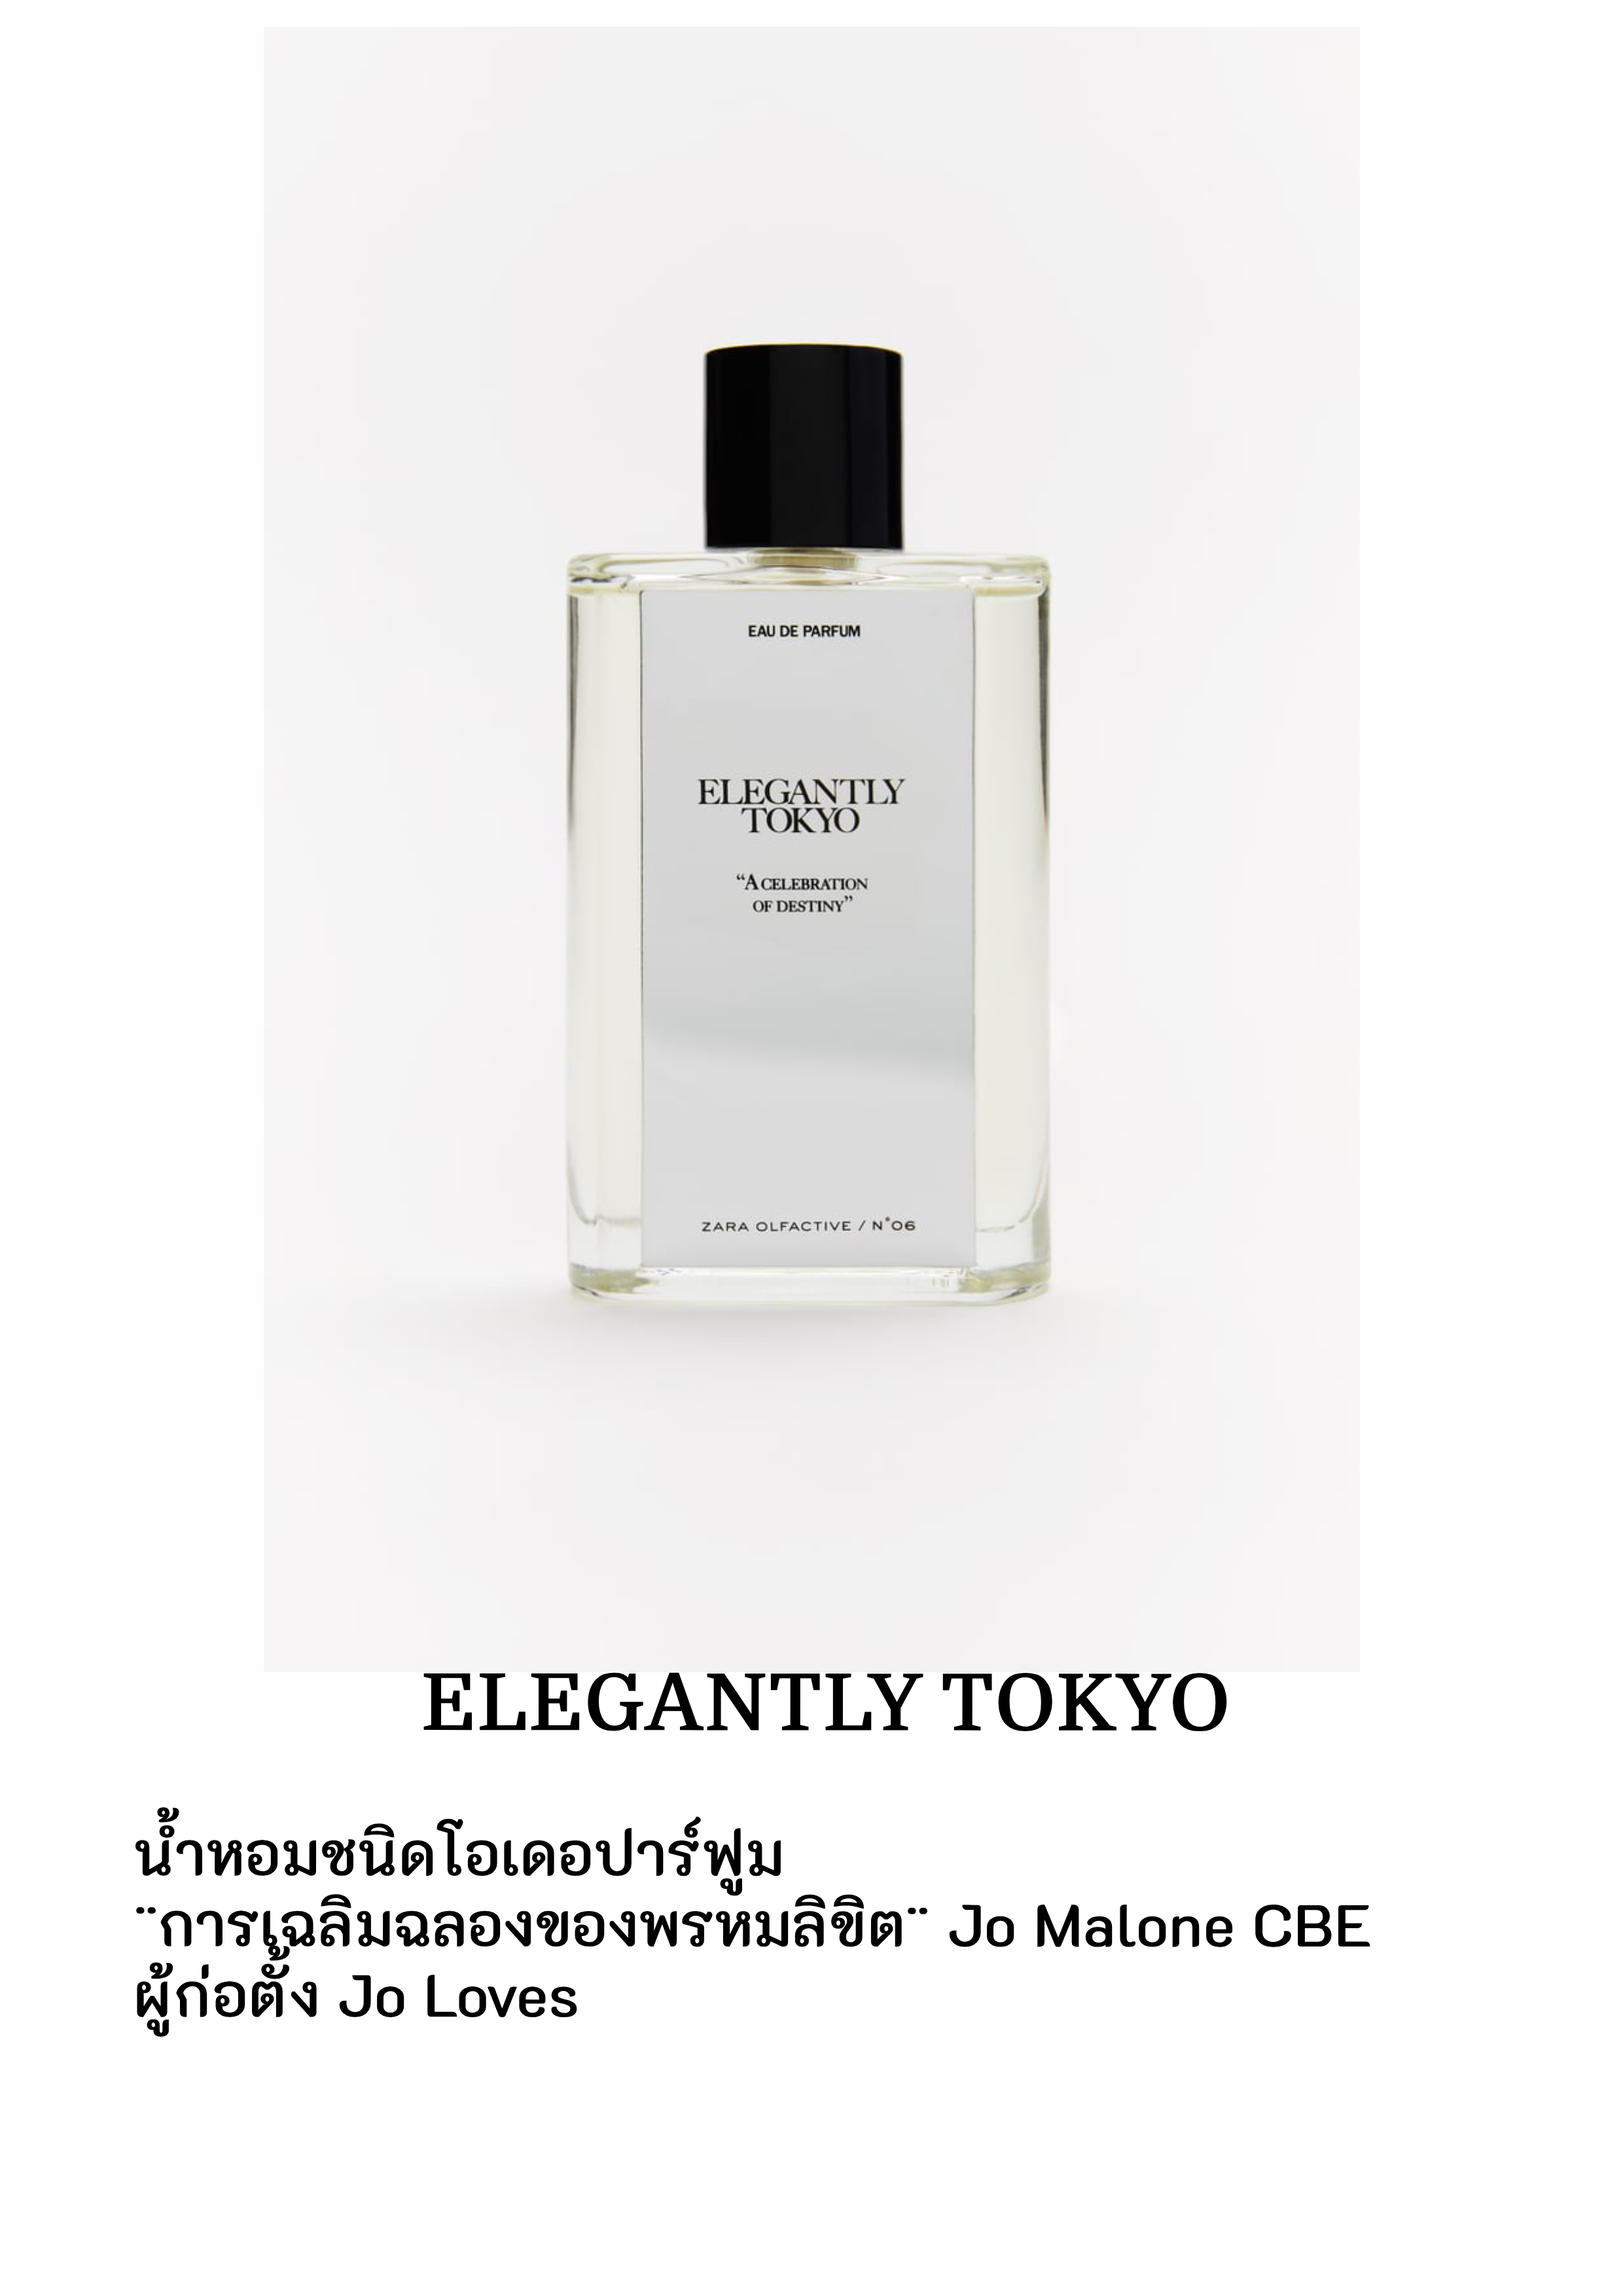 EAU DE PARFUM
ELEGANTLY
TOKYO
“A CELEBRATION
OF DESTINY”
ZARA OLFACTIVE / N°06
ELEGANTLY TOKYO
น้ำหอมชนิดโอเดอปาร์ฟูม
¨การเฉลิมฉลองของพรหมลิขิต¨ Jo Malone CBE
ผู้ก่อตั้ง Jo Loves